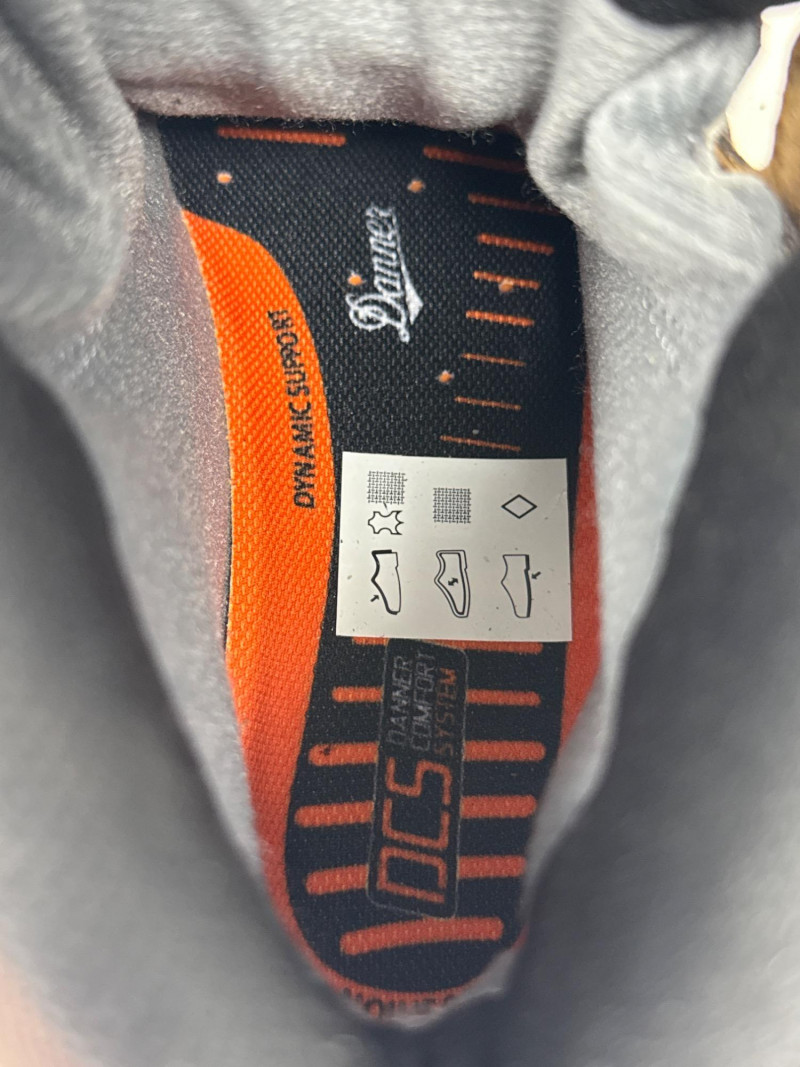 Danner
DYNAMIC SUPPORT
DCS
DANNER
COMFORT
SYSTEM